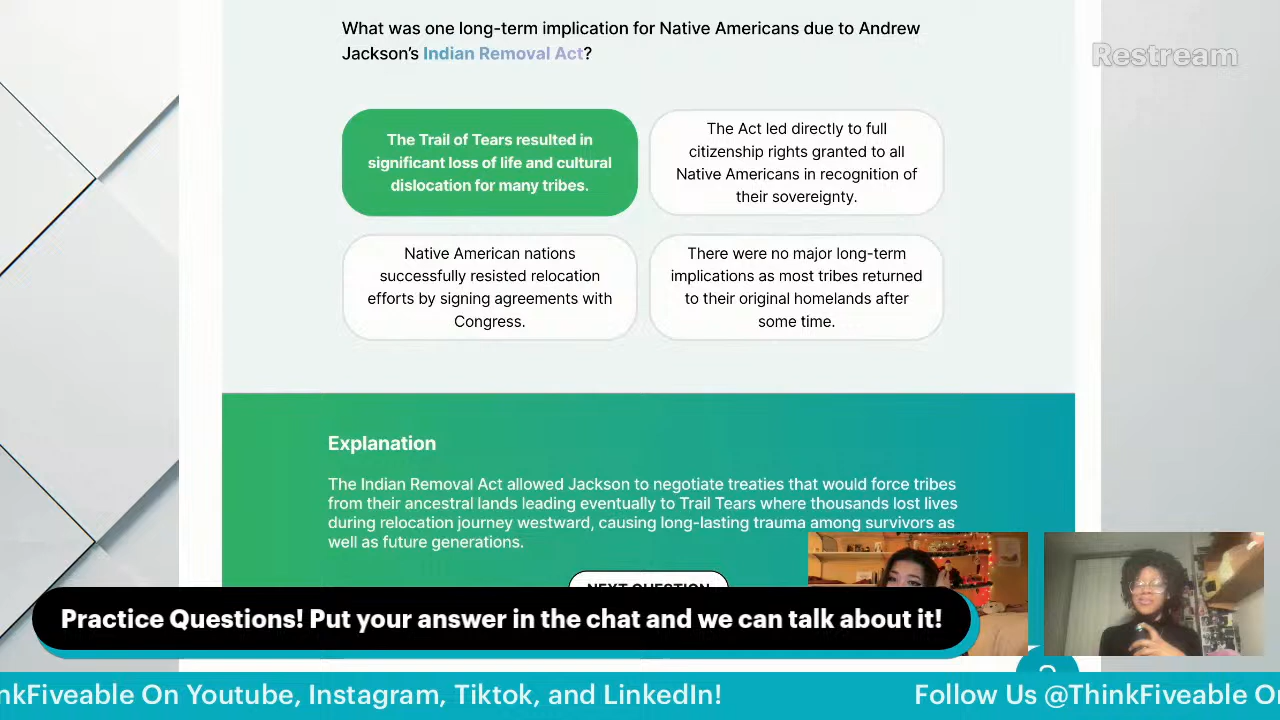 What was one long-term implication for Native Americans due to Andrew
Jackson's Indian Removal Act?
Restream
The Trail of Tears resulted in
significant loss of life and cultural
dislocation for many tribes.
The Act led directly to full
citizenship rights granted to all
Native Americans in recognition of
their sovereignty.
Native American nations
successfully resisted relocation
efforts by signing agreements with
Congress.
There were no major long-term
implications as most tribes returned
to their original homelands after
some time.
Explanation
The Indian Removal Act allowed Jackson to negotiate treaties that would force tribes
from their ancestral lands leading eventually to Trail Tears where thousands lost lives
during relocation journey westward, causing long-lasting trauma among survivors as
well as future generations.
NEXT QUESTION
Practice Questions! Put your answer in the chat and we can talk about it!
nkFiveable On Youtube, Instagram, Tiktok, and LinkedIn!
Follow Us @ThinkFiveable On